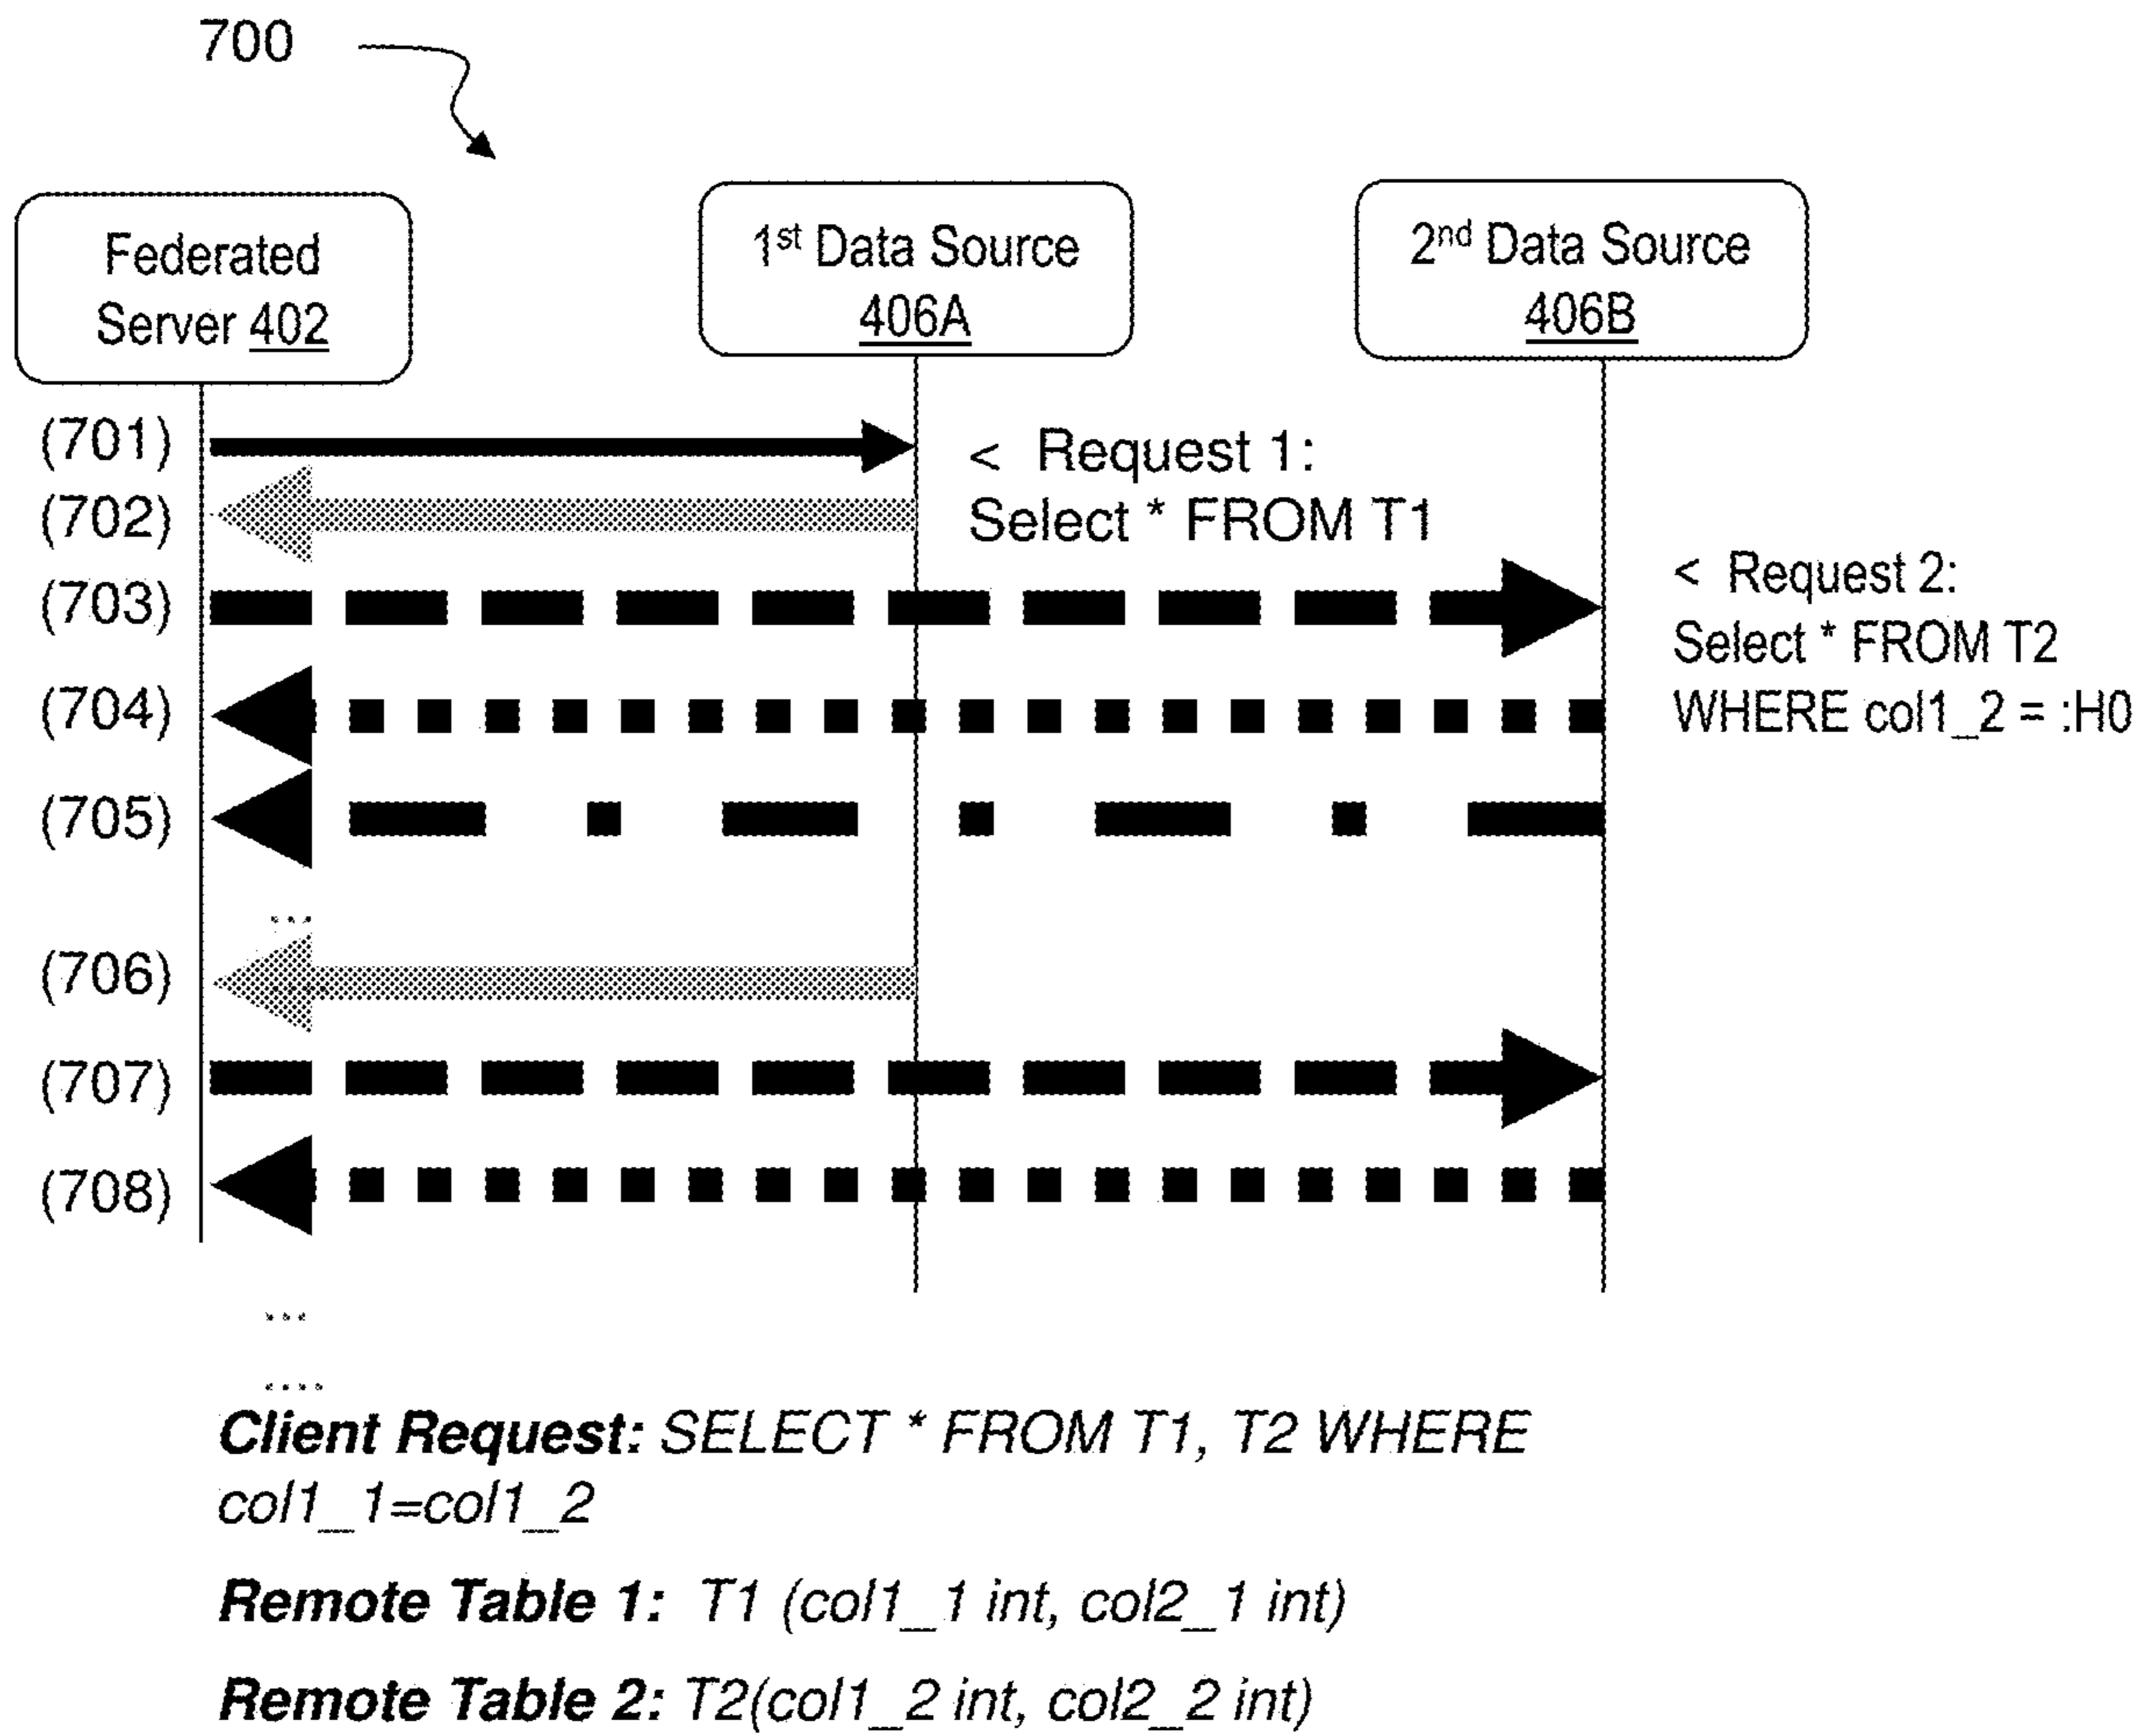 700
Federated
Server 402
1st Data Source
406A
2nd Data Source
406B
(701)
< Request 1:
(702)
Select * FROM T1
(703)
< Request 2:
Select * FROM T2
WHERE col1_2 = :H0
(704)
(705)
...
(706)
(707)
(708)
...
....
Client Request: SELECT * FROM T1, T2 WHERE
col1_1=col1_2
Remote Table 1: T1 (col1_1 int, col2_1 int)
Remote Table 2: T2(col1_2 int, col2_2 int)